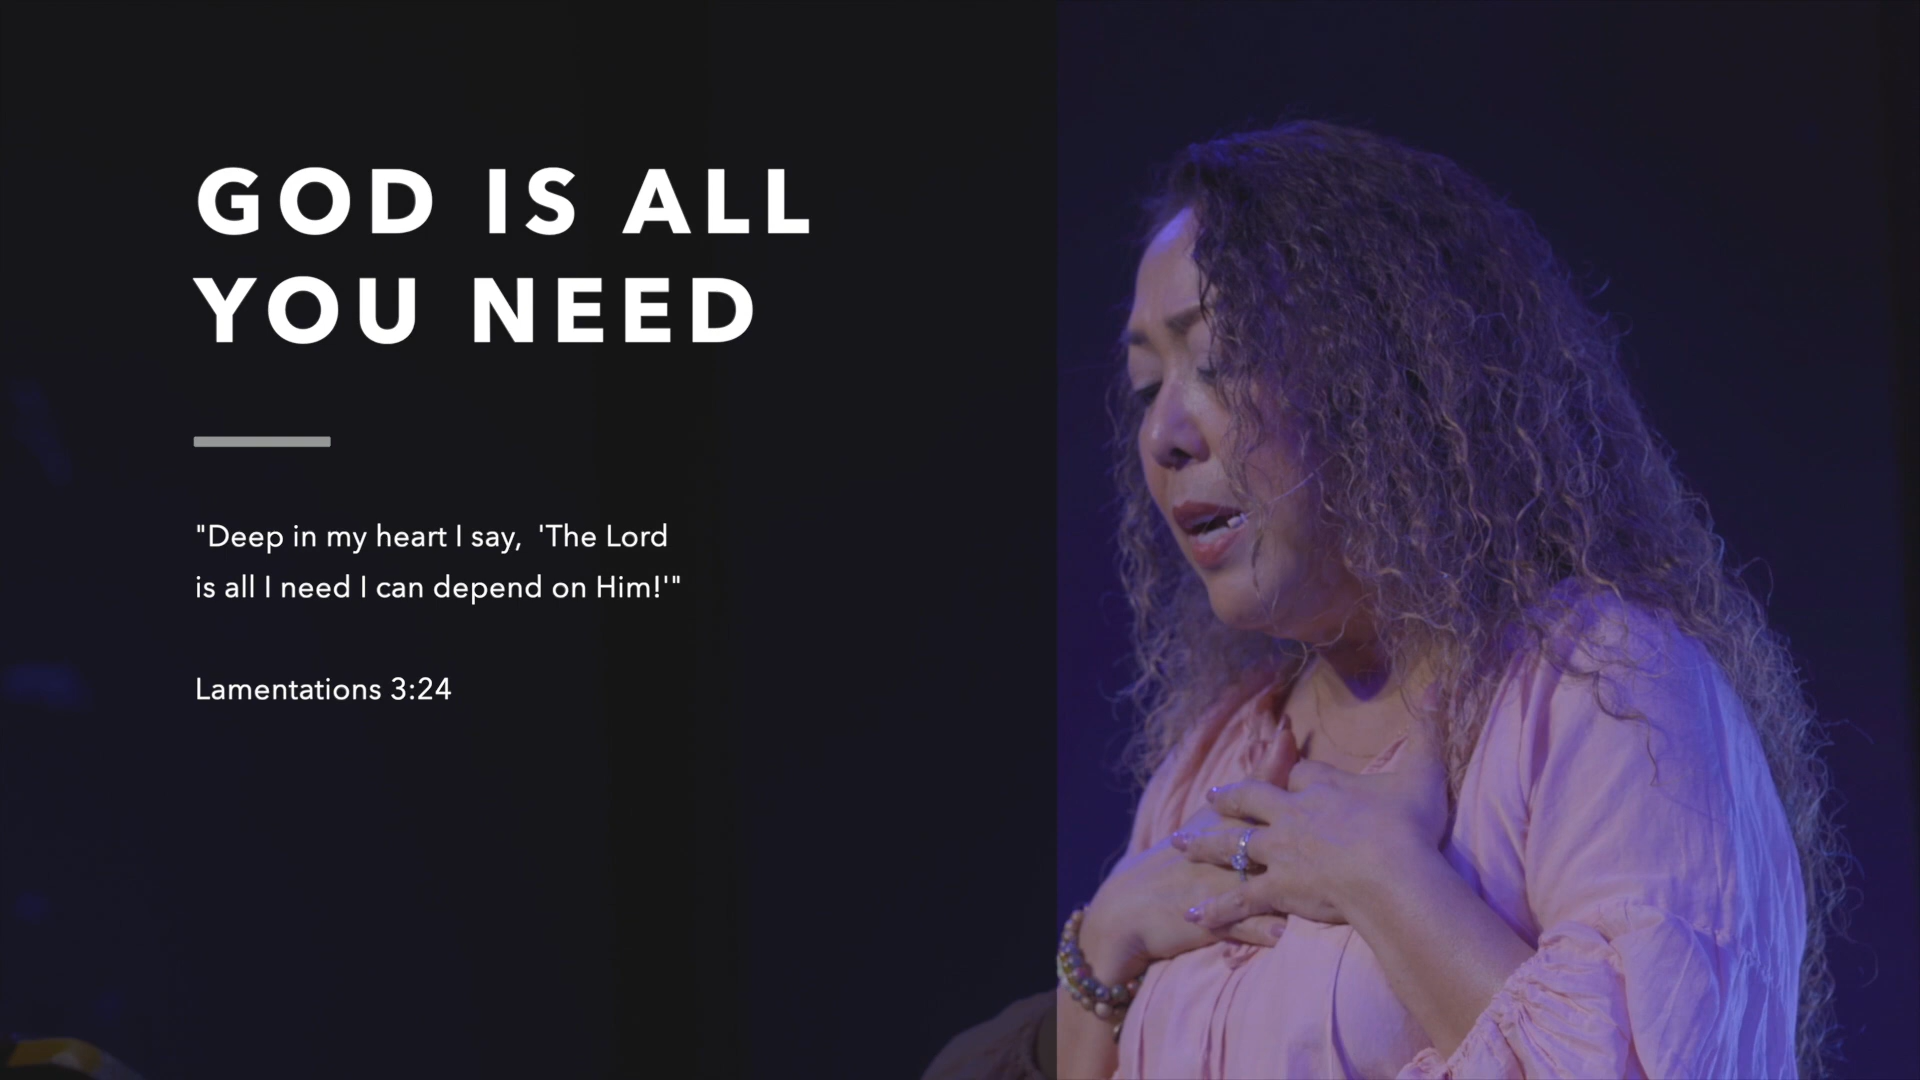 GOD IS ALL
YOU NEED
"Deep in my heart I say,  'The Lord
is all I need I can depend on Him!'"
Lamentations 3:24